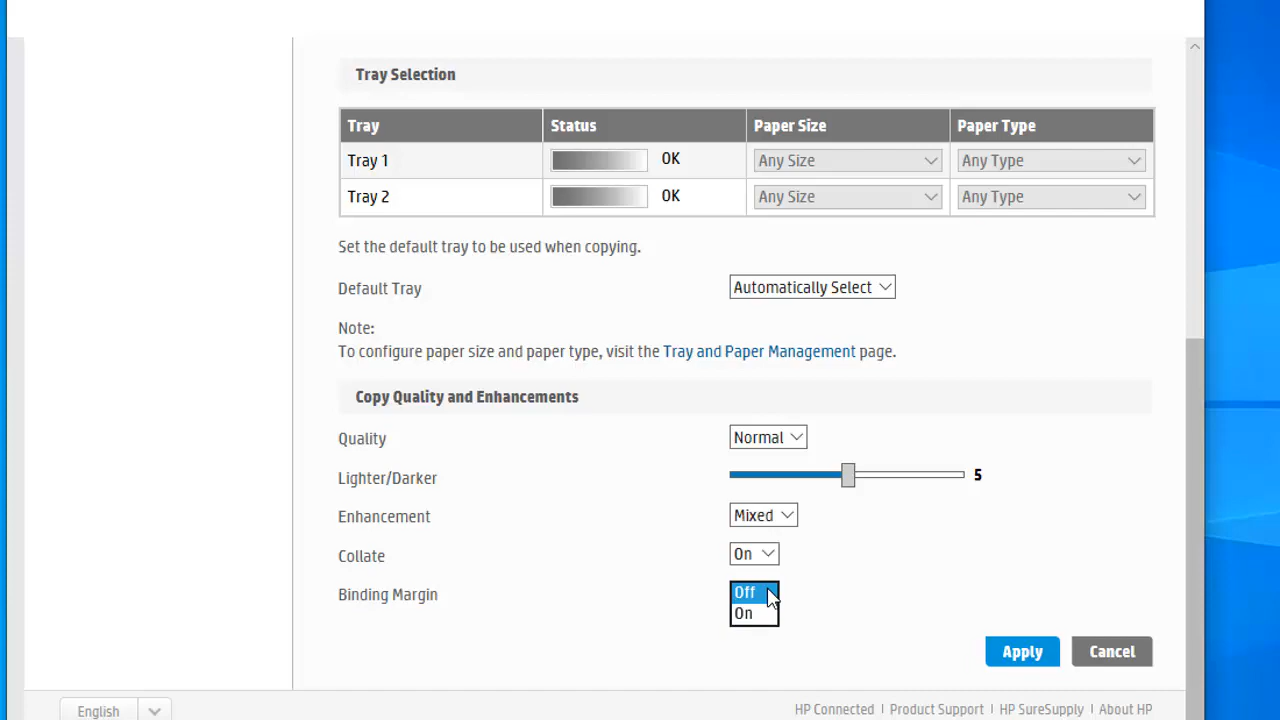 Tray Selection
Tray Status Paper Size Paper Type
Tray 1 OK Any Size Any Type
Tray 2 OK Any Size Any Type
Set the default tray to be used when copying.
Default Tray Automatically Select
Note:
To configure paper size and paper type, visit the Tray and Paper Management page.
Copy Quality and Enhancements
Quality Normal
Lighter/Darker 5
Enhancement Mixed
Collate On
Binding Margin Off
On
Apply Cancel
English HP Connected | Product Support | HP SureSupply | About HP